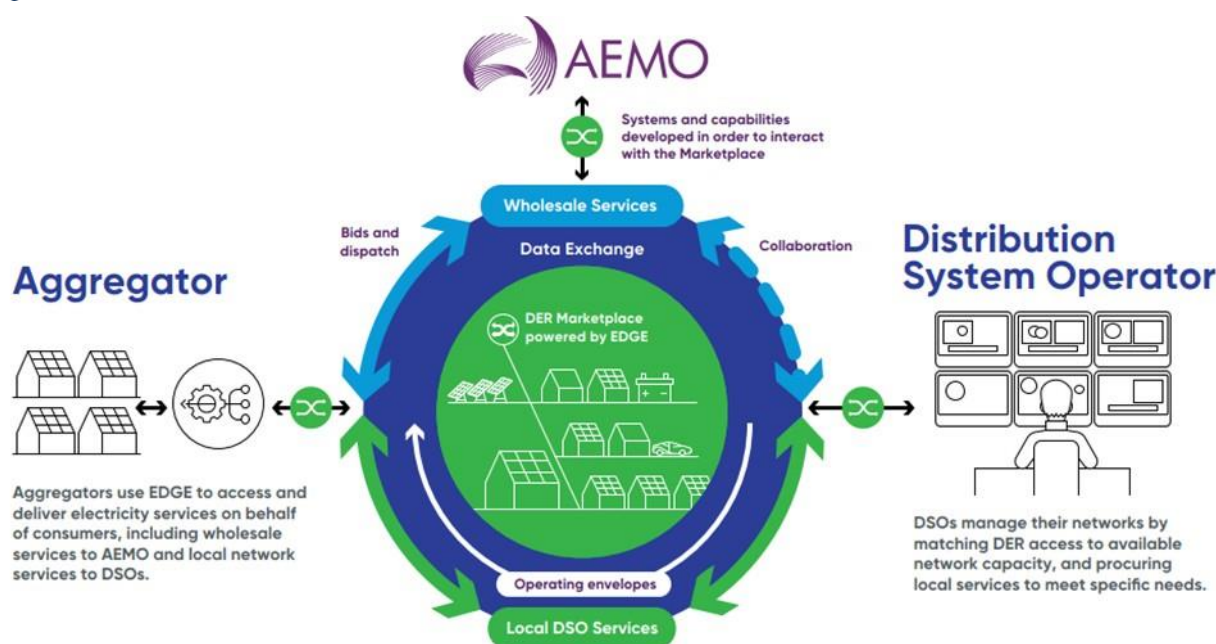 AEMO
Systems and capabilities
developed in order to interact
with the Marketplace
Wholesale Services
Bids and
dispatch
Data Exchange
Collaboration
Aggregator
Distribution
System Operator
DER Marketplace
powered by EDGE
Aggregators use EDGE to access and
deliver electricity services on behalf
of consumers, including wholesale
services to AEMO and local network
services to DSOs.
DSOs manage their networks by
matching DER access to available
network capacity, and procuring
local services to meet specific needs.
Operating envelopes
Local DSO Services